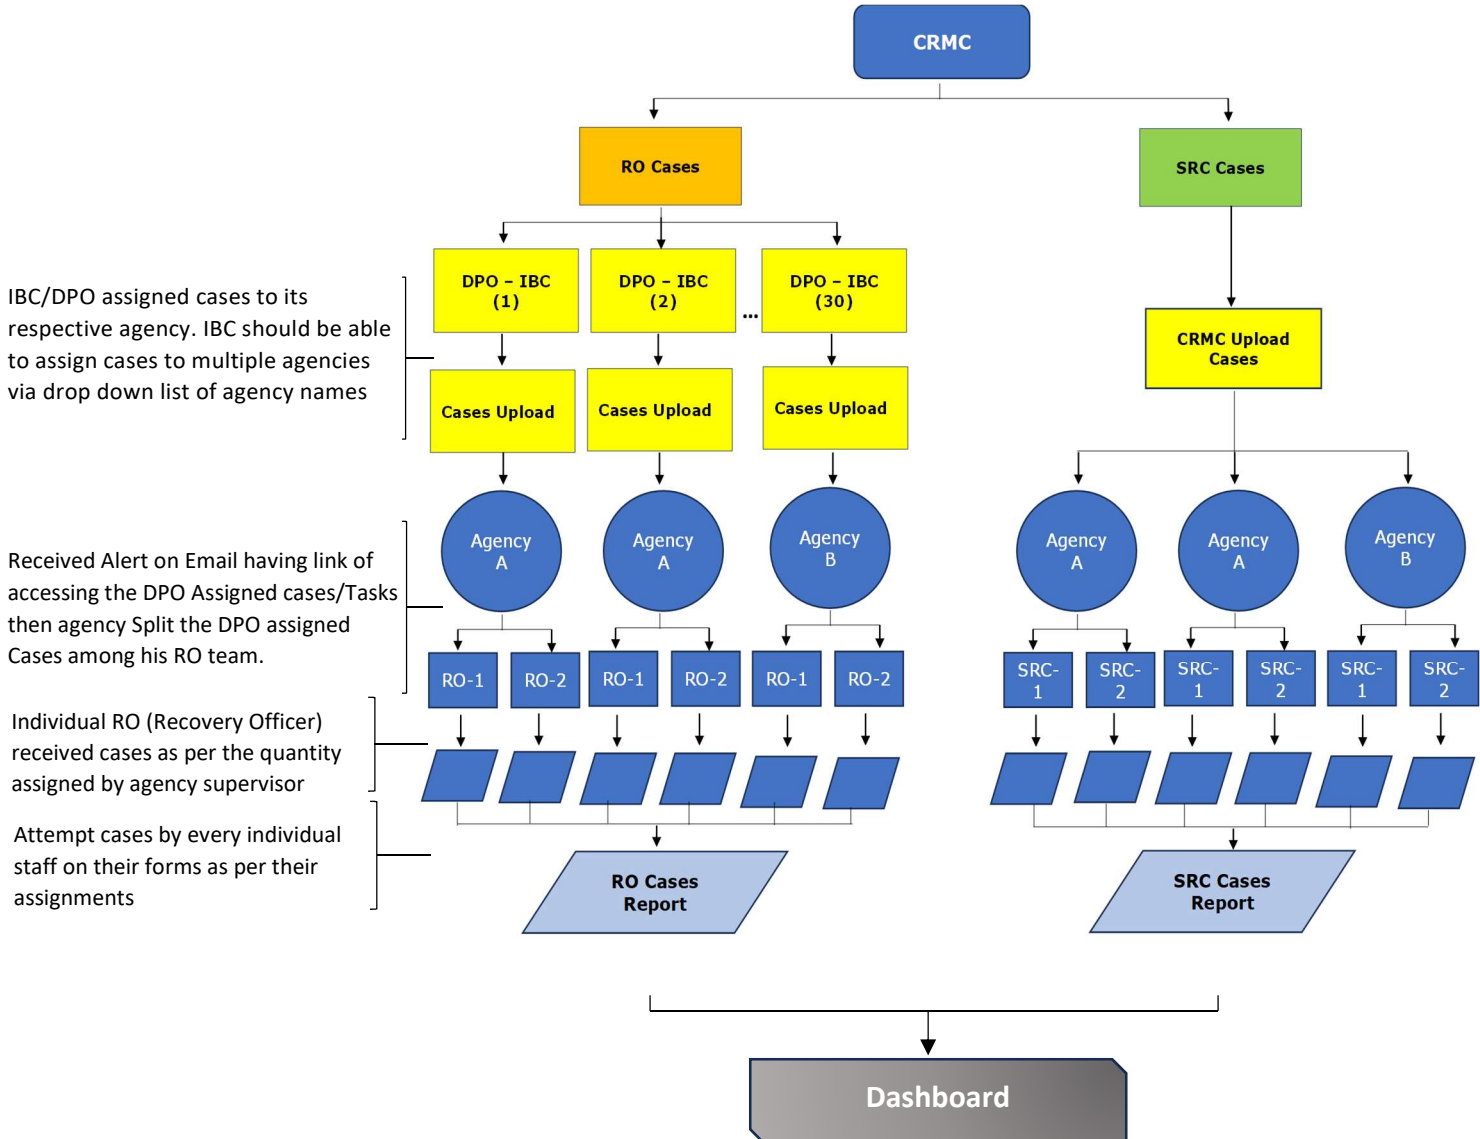 CRMC
RO Cases
SRC Cases
DPO – IBC
(1)
DPO – IBC
(2)
...
DPO – IBC
(30)
IBC/DPO assigned cases to its
respective agency. IBC should be able
to assign cases to multiple agencies
via drop down list of agency names
CRMC Upload
Cases
Cases Upload
Cases Upload
Cases Upload
Agency
A
Agency
A
Agency
B
Agency
A
Agency
A
Agency
B
Received Alert on Email having link of
accessing the DPO Assigned cases/Tasks
then agency Split the DPO assigned
Cases among his RO team.
RO-1
RO-2
RO-1
RO-2
RO-1
RO-2
SRC-
1
SRC-
2
SRC-
1
SRC-
2
SRC-
1
SRC-
2
Individual RO (Recovery Officer)
received cases as per the quantity
assigned by agency supervisor
Attempt cases by every individual
staff on their forms as per their
assignments
RO Cases
Report
SRC Cases
Report
Dashboard